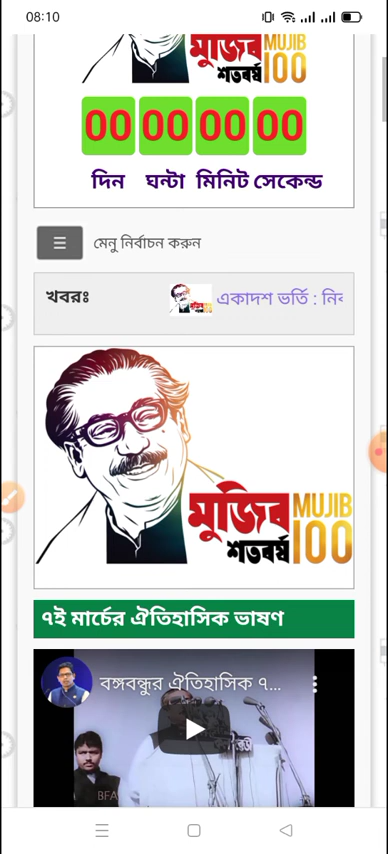 08:10
মুজিব MUJIB
শতবর্ষ 100
00 00 00 00
দিন ঘন্টা মিনিট সেকেন্ড
মেনু নির্বাচন করুন
খবরঃ
একাদশ ভর্তি :
মুজিব MUJIB
শতবর্ষ 100
৭ই মার্চের ঐতিহাসিক ভাষণ
বঙ্গবন্ধুর ঐতিহাসিক ৭...
BFA